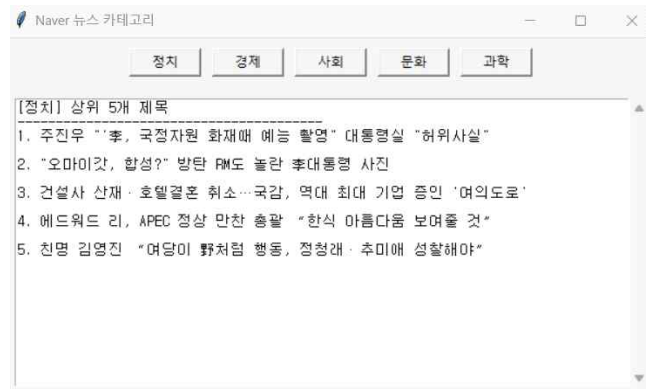 Naver 뉴스 카테고리
정치 경제 사회 문화 과학
[정치] 상위 5개 제목
----------------------------------------
1. 주진우 "'李, 국정자원 화재때 예능 촬영" 대통령실 "허위사실"
2. "오마이갓, 합성?" 방탄 RM도 놀란 李대통령 사진
3. 건설사 산재·호텔결혼 취소…국감, 역대 최대 기업 증인 '여의도로'
4. 에드워드 리, APEC 정상 만찬 총괄 “한식 아름다움 보여줄 것”
5. 친명 김영진 “여당이 野처럼 행동, 정청래·추미애 성찰해야”